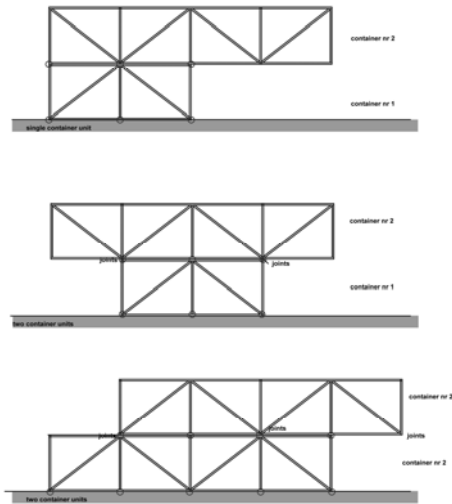 container nr 2
container nr 1
single container unit
container nr 2
joints
joints
container nr 1
two container units
container nr 2
joints
joints
joints
container nr 2
two container units